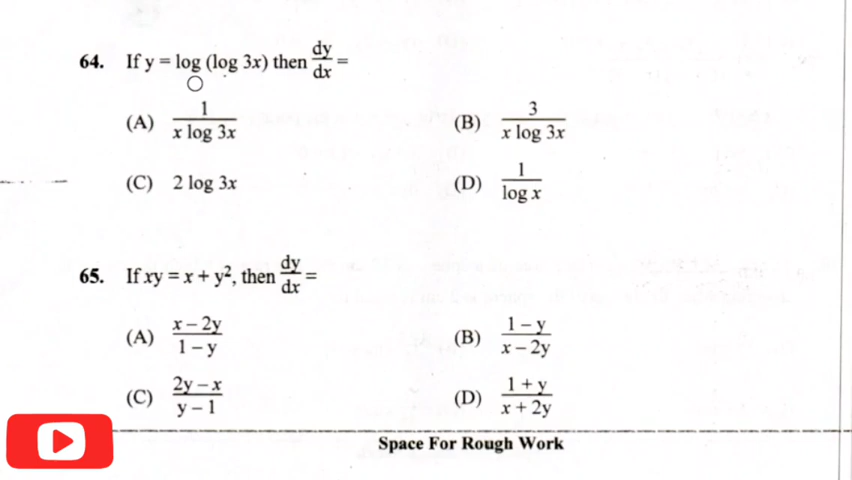 64. If y = log (log 3x) then dy/dx =
(A) 1/(x log 3x) (B) 3/(x log 3x)
(C) 2 log 3x (D) 1/(log x)
65. If xy = x + y², then dy/dx =
(A) (x – 2y)/(1 – y) (B) (1 – y)/(x – 2y)
(C) (2y – x)/(y – 1) (D) (1 + y)/(x + 2y)
Space For Rough Work